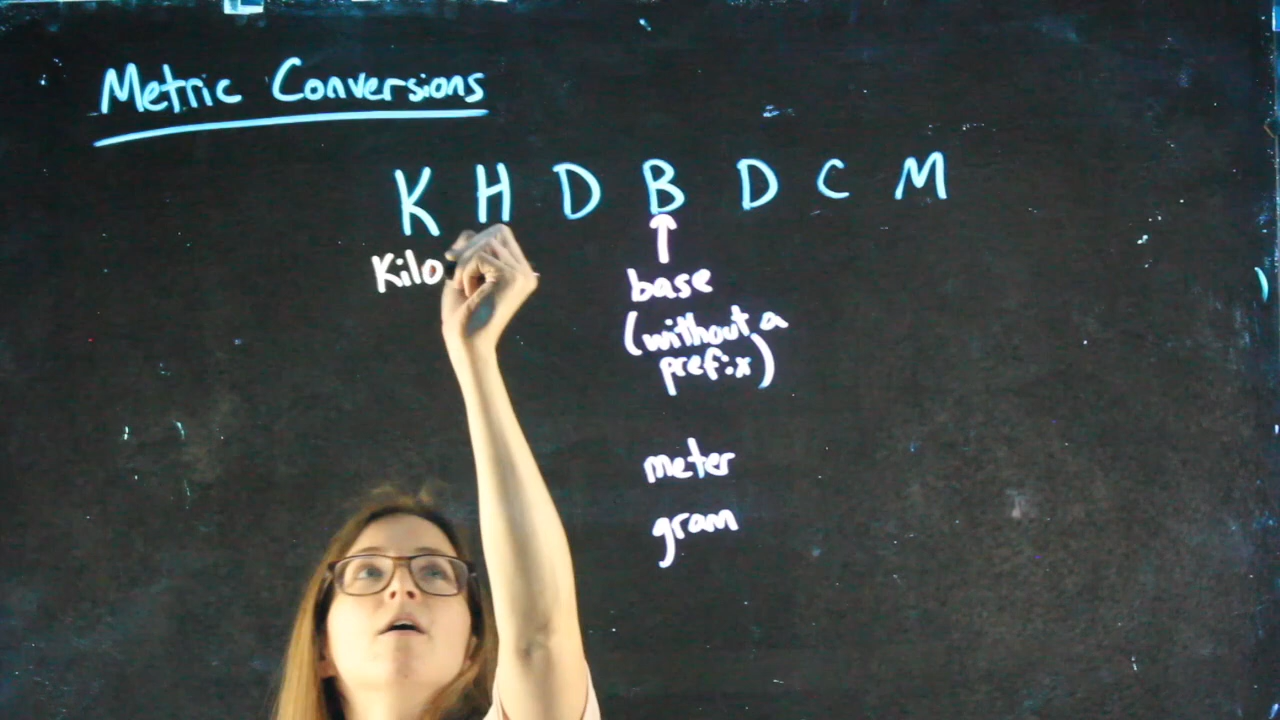 Metric Conversions
K H D B D C M
Kilo
base
(without a
prefix)
meter
gram